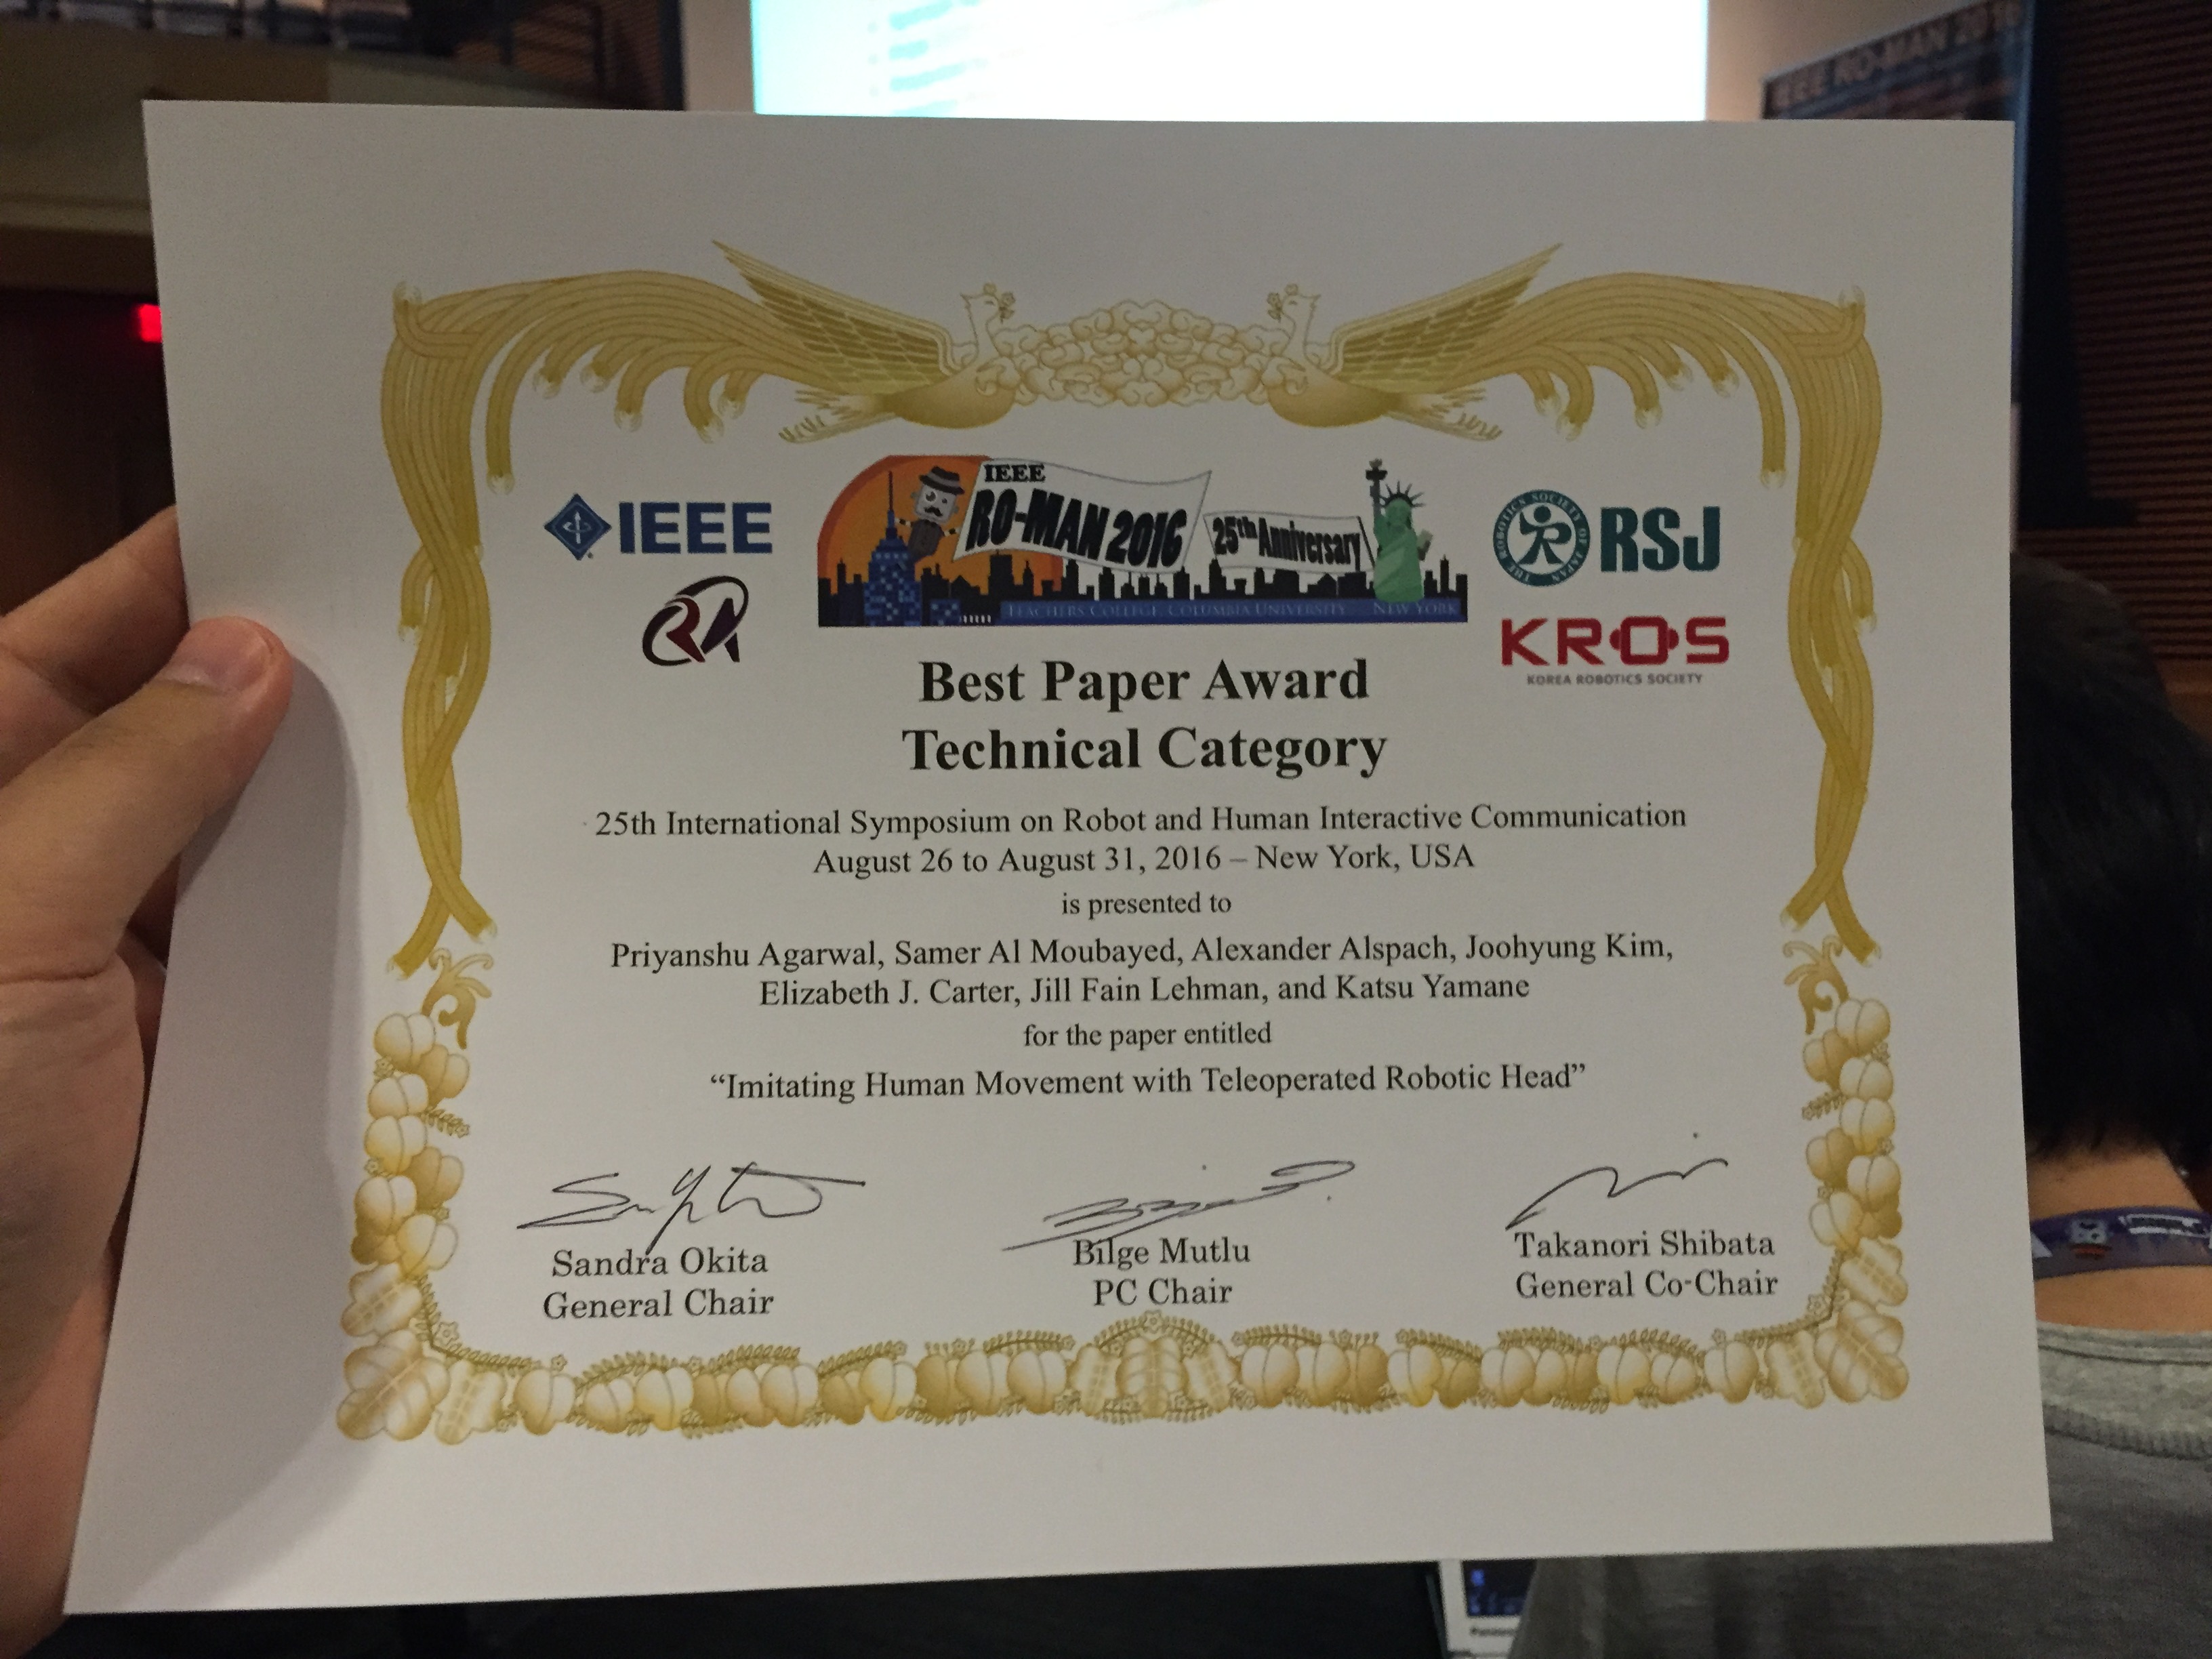 IEEE RO-MAN 2016
IEEE
IEEE
RO-MAN 2016
25th Anniversary
TEACHERS COLLEGE, COLUMBIA UNIVERSITY NEW YORK
RA
THE ROBOTICS SOCIETY OF JAPAN
RSJ
KROS
KOREA ROBOTICS SOCIETY
Best Paper Award
Technical Category
25th International Symposium on Robot and Human Interactive Communication
August 26 to August 31, 2016 – New York, USA
is presented to
Priyanshu Agarwal, Samer Al Moubayed, Alexander Alspach, Joohyung Kim,
Elizabeth J. Carter, Jill Fain Lehman, and Katsu Yamane
for the paper entitled
“Imitating Human Movement with Teleoperated Robotic Head”
Sandra Okita
General Chair
Bilge Mutlu
PC Chair
Takanori Shibata
General Co-Chair